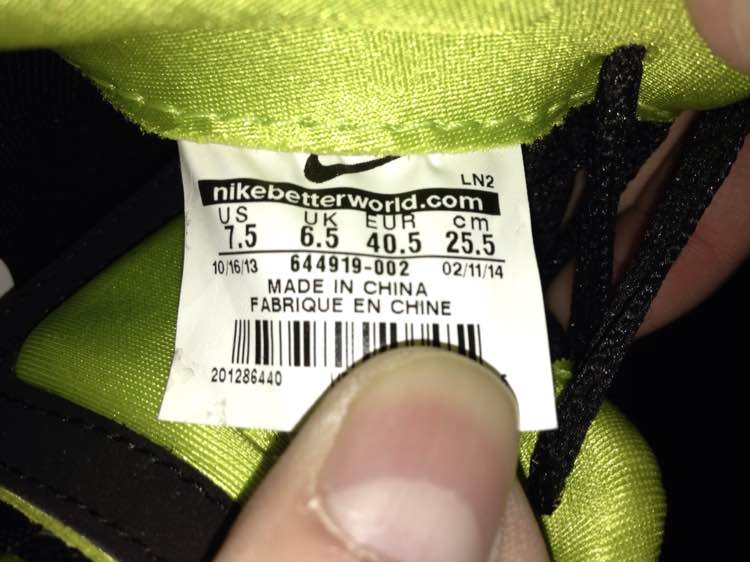 LN2
nikebetterworld.com
US UK EUR cm
7.5 6.5 40.5 25.5
10/16/13 644919-002 02/11/14
MADE IN CHINA
FABRIQUE EN CHINE
201286440